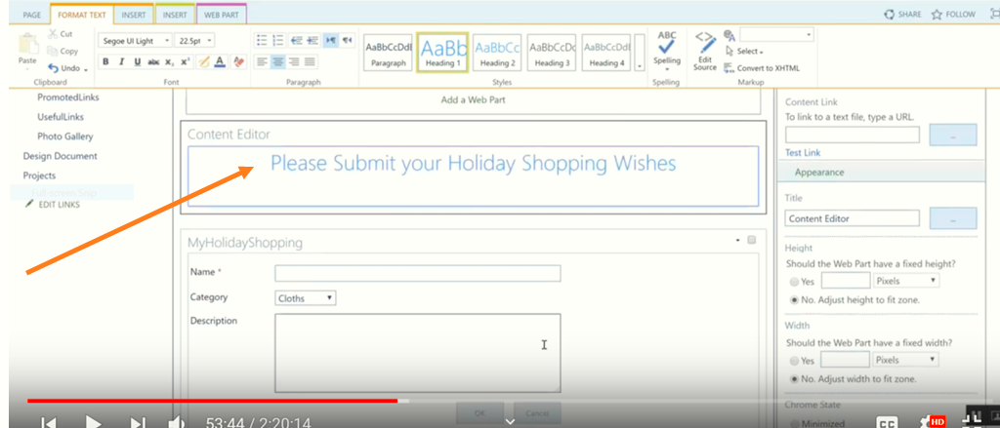 PAGE FORMAT TEXT INSERT INSERT WEB PART SHARE FOLLOW
Cut
Copy
Undo
Paste
Clipboard
Segoe UI Light 22.5pt
B I U abc x₂ x²
A
Font
Paragraph
AaBbCcDdI
Paragraph
AaBb
Heading 1
AaBbCc
Heading 2
AaBbCcDc
Heading 3
AaBbCcDdI
Heading 4
Styles
ABC
Spelling
Spelling
Edit
Source
Select
Convert to XHTML
Markup
PromotedLinks
UsefulLinks
Photo Gallery
Design Document
Projects
EDIT LINKS
Add a Web Part
Content Editor
Please Submit your Holiday Shopping Wishes
MyHolidayShopping
Name *
Category Cloths
Description
OK Cancel
Content Link
To link to a text file, type a URL.
...
Test Link
Appearance
Title
Content Editor ...
Height
Should the Web Part have a fixed height?
Yes Pixels
No. Adjust height to fit zone.
Width
Should the Web Part have a fixed width?
Yes Pixels
No. Adjust width to fit zone.
Chrome State
Minimized
53:44 / 2:20:14
HD